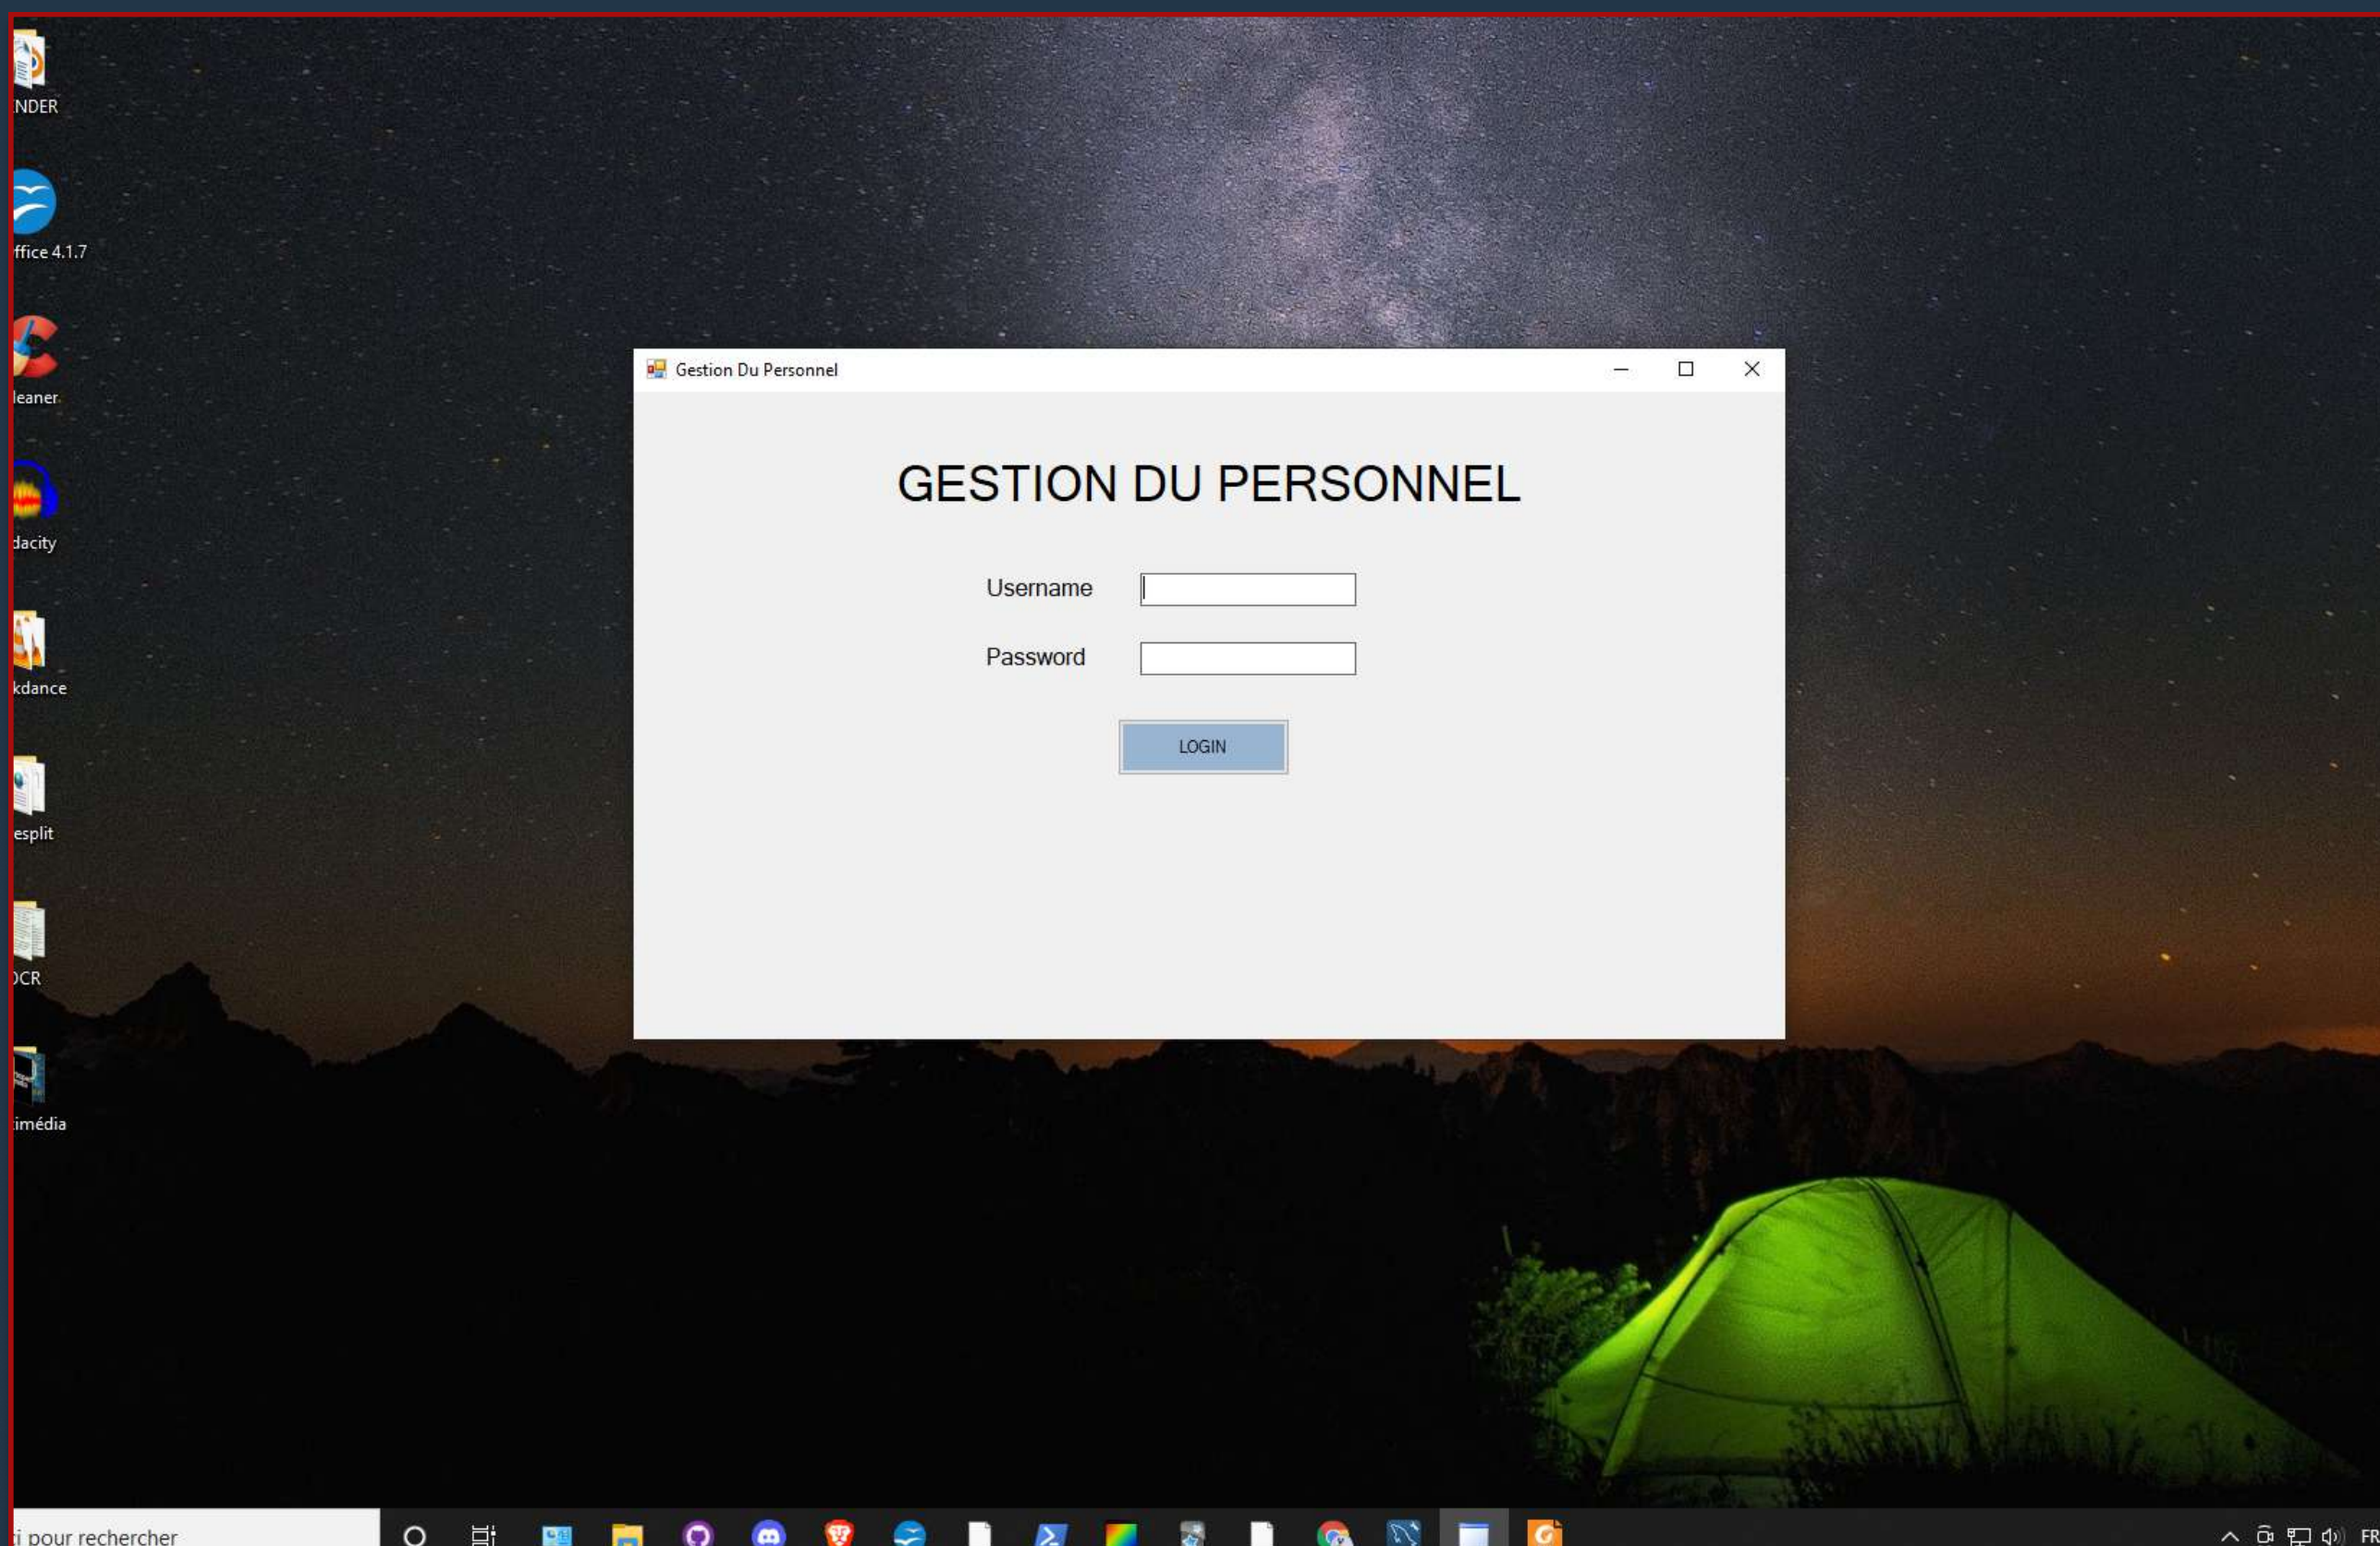 NDER
ffice 4.1.7
leaner
dacity
kdance
esplit
OCR
imédia
Gestion Du Personnel
GESTION DU PERSONNEL
Username
Password
LOGIN
i pour rechercher
FR